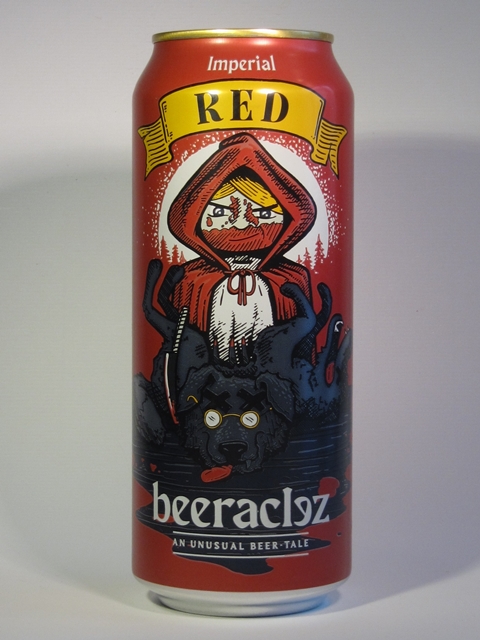 Imperial
RED
beeraclez
AN UNUSUAL BEER-TALE